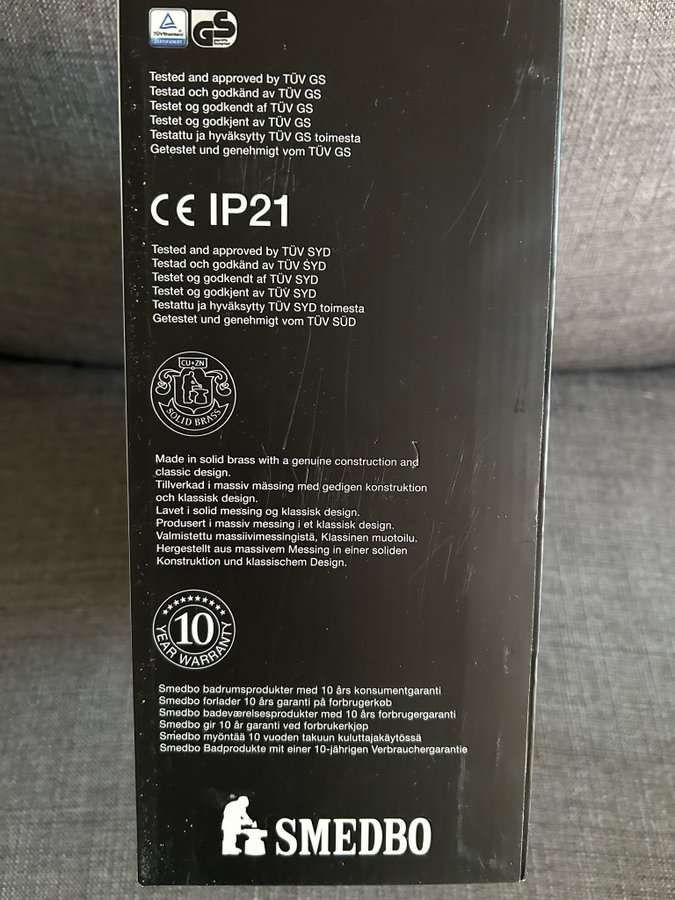 TÜVRheinland
ZERTIFIZIERT
GS
geprüfte
Sicherheit
Tested and approved by TÜV GS
Testad och godkänd av TÜV GS
Testet og godkendt af TÜV GS
Testet og godkjent av TÜV GS
Testattu ja hyväksytty TÜV GS toimesta
Getestet und genehmigt vom TÜV GS
CE IP21
Tested and approved by TÜV SYD
Testad och godkänd av TÜV SYD
Testet og godkendt af TÜV SYD
Testet og godkjent av TÜV SYD
Testattu ja hyväksytty TÜV SYD toimesta
Getestet und genehmigt vom TÜV SÜD
CU+ZN
SOLID BRASS
Made in solid brass with a genuine construction and
classic design.
Tillverkad i massiv mässing med gedigen konstruktion
och klassisk design.
Lavet i solid messing og klassisk design.
Produsert i massiv messing i et klassisk design.
Valmistettu massiivimessingistä, Klassinen muotoilu.
Hergestellt aus massivem Messing in einer soliden
Konstruktion und klassischem Design.
10
YEAR WARRANTY
Smedbo badrumsprodukter med 10 års konsumentgaranti
Smedbo forlader 10 års garanti på forbrugerkøb
Smedbo badeværelsesprodukter med 10 års forbrugergaranti
Smedbo gir 10 år garanti ved forbrukerkjøp
Smedbo myöntää 10 vuoden takuun kuluttajakäytössä
Smedbo Badprodukte mit einer 10-jährigen Verbrauchergarantie
SMEDBO